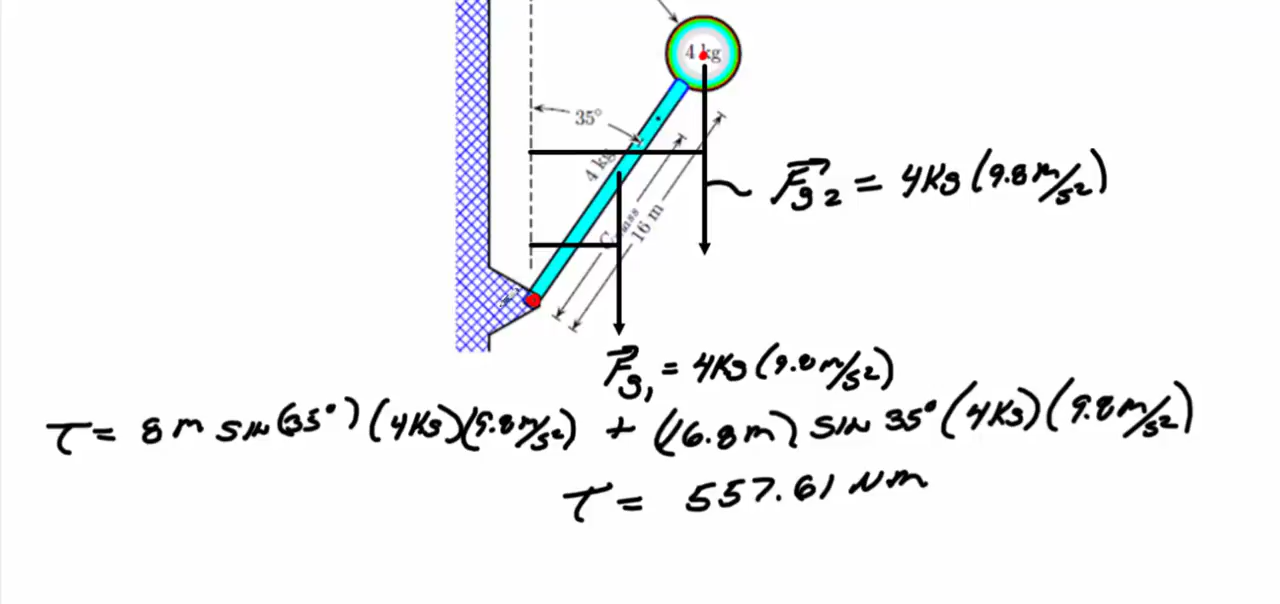 4 kg
35°
4 kg
16 m
F⃗g₂ = 4Kg (9.8 m/s²)
F⃗g₁ = 4Kg (9.8 m/s²)
τ = 8 m sin (35°) (4Kg)(9.8 m/s²) + (16.8m) sin 35° (4Kg)(9.8 m/s²)
τ = 557.61 Nm